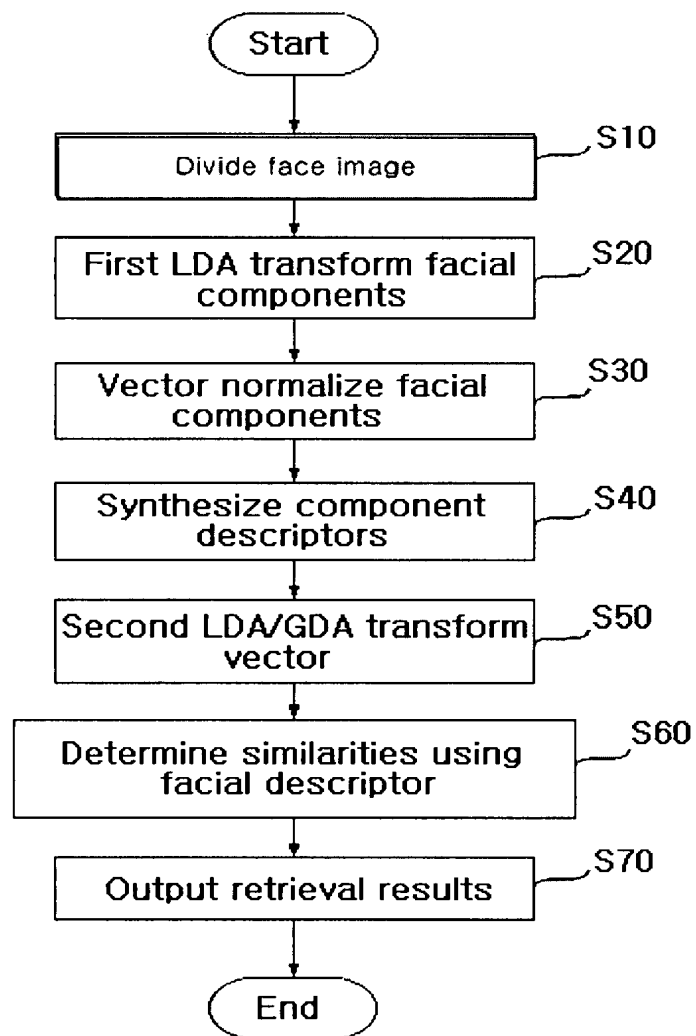 Start
Divide face image
S10
First LDA transform facial
components
S20
Vector normalize facial
components
S30
Synthesize component
descriptors
S40
Second LDA/GDA transform
vector
S50
Determine similarities using
facial descriptor
S60
Output retrieval results
S70
End